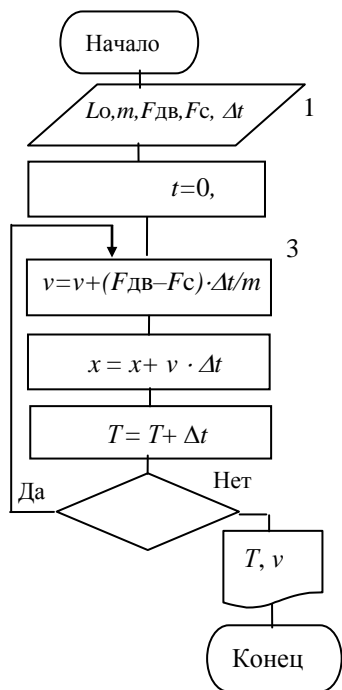 Начало
Lo,m,Fдв,Fс, Δt
1
t=0,
3
v=v+(Fдв–Fс)·Δt/m
x = x+ v · Δt
T = T+ Δt
Да
Нет
T, v
Конец